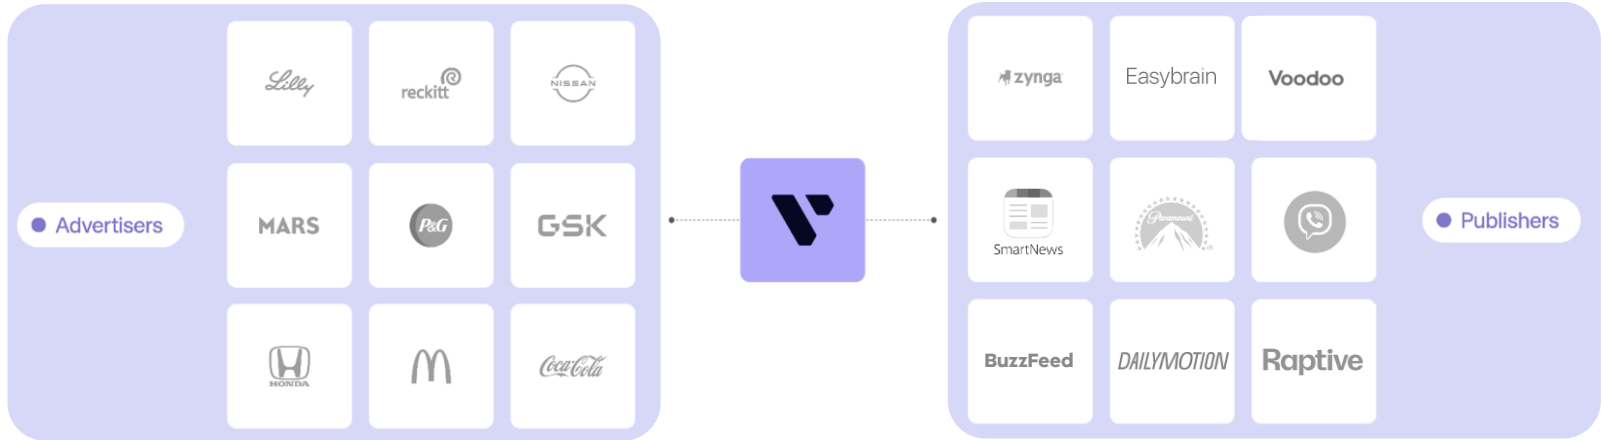 Advertisers
Lilly
reckitt
NISSAN
MARS
P&G
GSK
HONDA
Coca-Cola
zynga
Easybrain
Voodoo
SmartNews
Paramount
BuzzFeed
DAILYMOTION
Raptive
Publishers